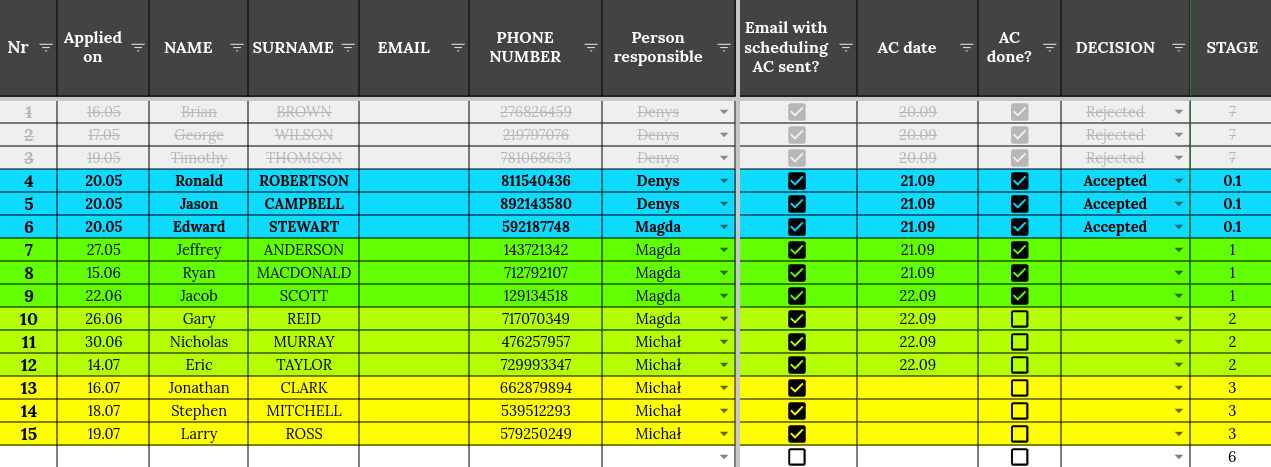 Nr Applied on NAME SURNAME EMAIL PHONE NUMBER Person responsible Email with scheduling AC sent? AC date AC done? DECISION STAGE
1 16.05 Brian BROWN 276826459 Denys 20.09 Rejected 7
2 17.05 George WILSON 219797076 Denys 20.09 Rejected 7
3 19.05 Timothy THOMSON 781068633 Denys 20.09 Rejected 7
4 20.05 Ronald ROBERTSON 811540436 Denys 21.09 Accepted 0.1
5 20.05 Jason CAMPBELL 892143580 Denys 21.09 Accepted 0.1
6 20.05 Edward STEWART 592187748 Magda 21.09 Accepted 0.1
7 27.05 Jeffrey ANDERSON 143721342 Magda 21.09 1
8 15.06 Ryan MACDONALD 712792107 Magda 21.09 1
9 22.06 Jacob SCOTT 129134518 Magda 22.09 1
10 26.06 Gary REID 717070349 Magda 22.09 2
11 30.06 Nicholas MURRAY 476257957 Michał 22.09 2
12 14.07 Eric TAYLOR 729993347 Michał 22.09 2
13 16.07 Jonathan CLARK 662879894 Michał 3
14 18.07 Stephen MITCHELL 539512293 Michał 3
15 19.07 Larry ROSS 579250249 Michał 3
6